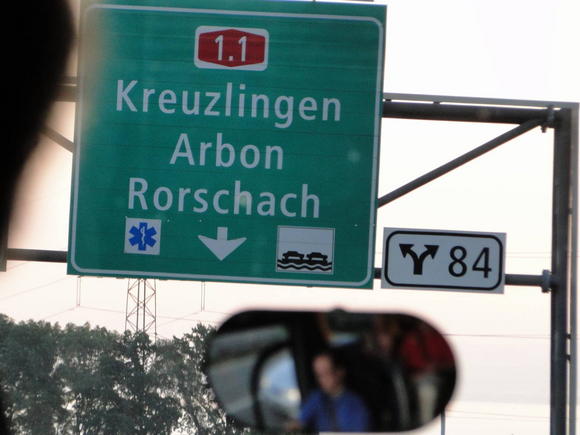 1.1
Kreuzlingen
Arbon
Rorschach
84